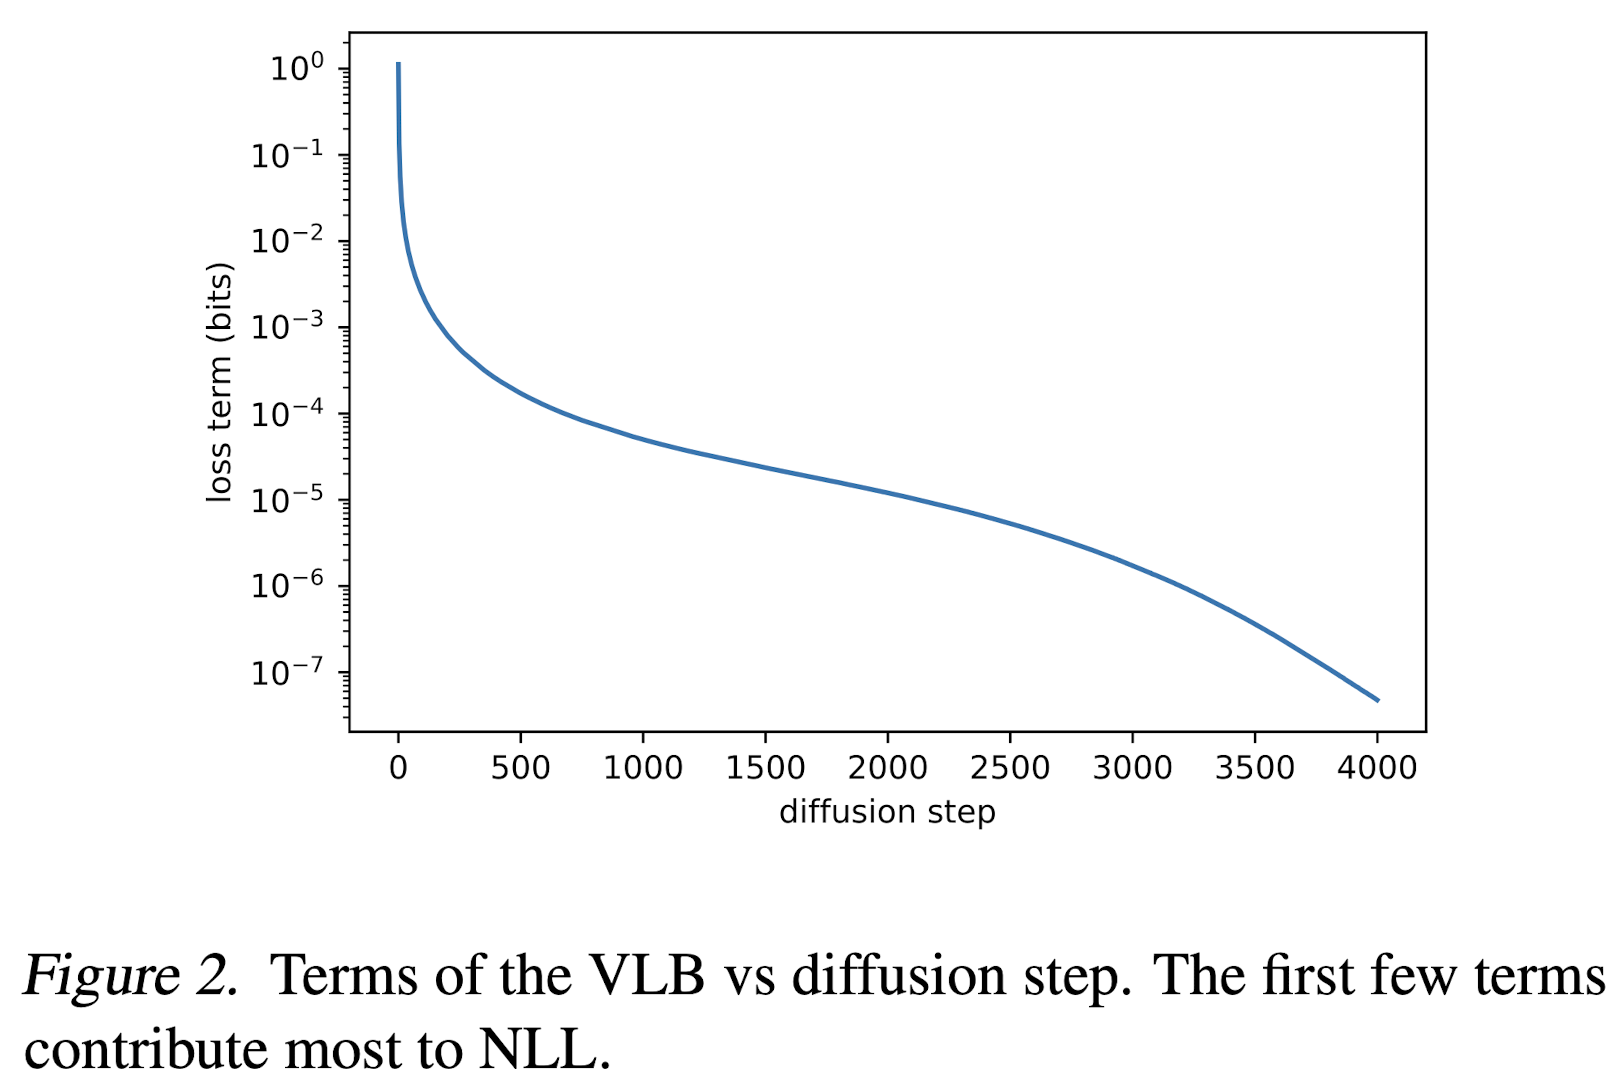 10⁰
10⁻¹
10⁻²
10⁻³
10⁻⁴
10⁻⁵
10⁻⁶
10⁻⁷
loss term (bits)
0 500 1000 1500 2000 2500 3000 3500 4000
diffusion step
Figure 2. Terms of the VLB vs diffusion step. The first few terms
contribute most to NLL.